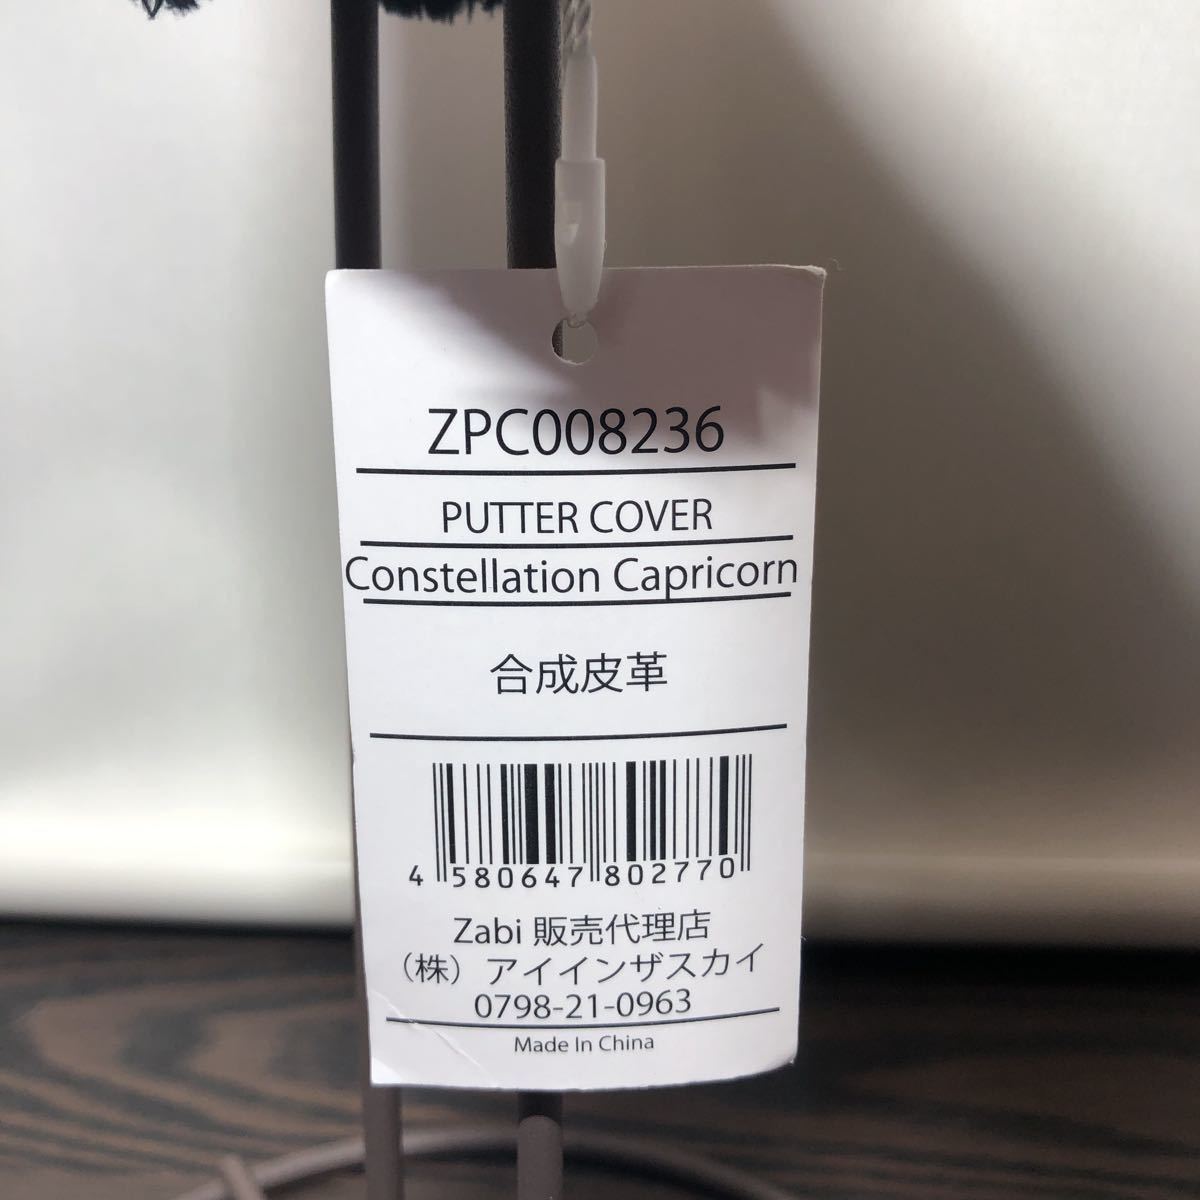 ZPC008236
PUTTER COVER
Constellation Capricorn
合成皮革
4 580647 802770
Zabi 販売代理店
（株）アイインザスカイ
0798-21-0963
Made In China